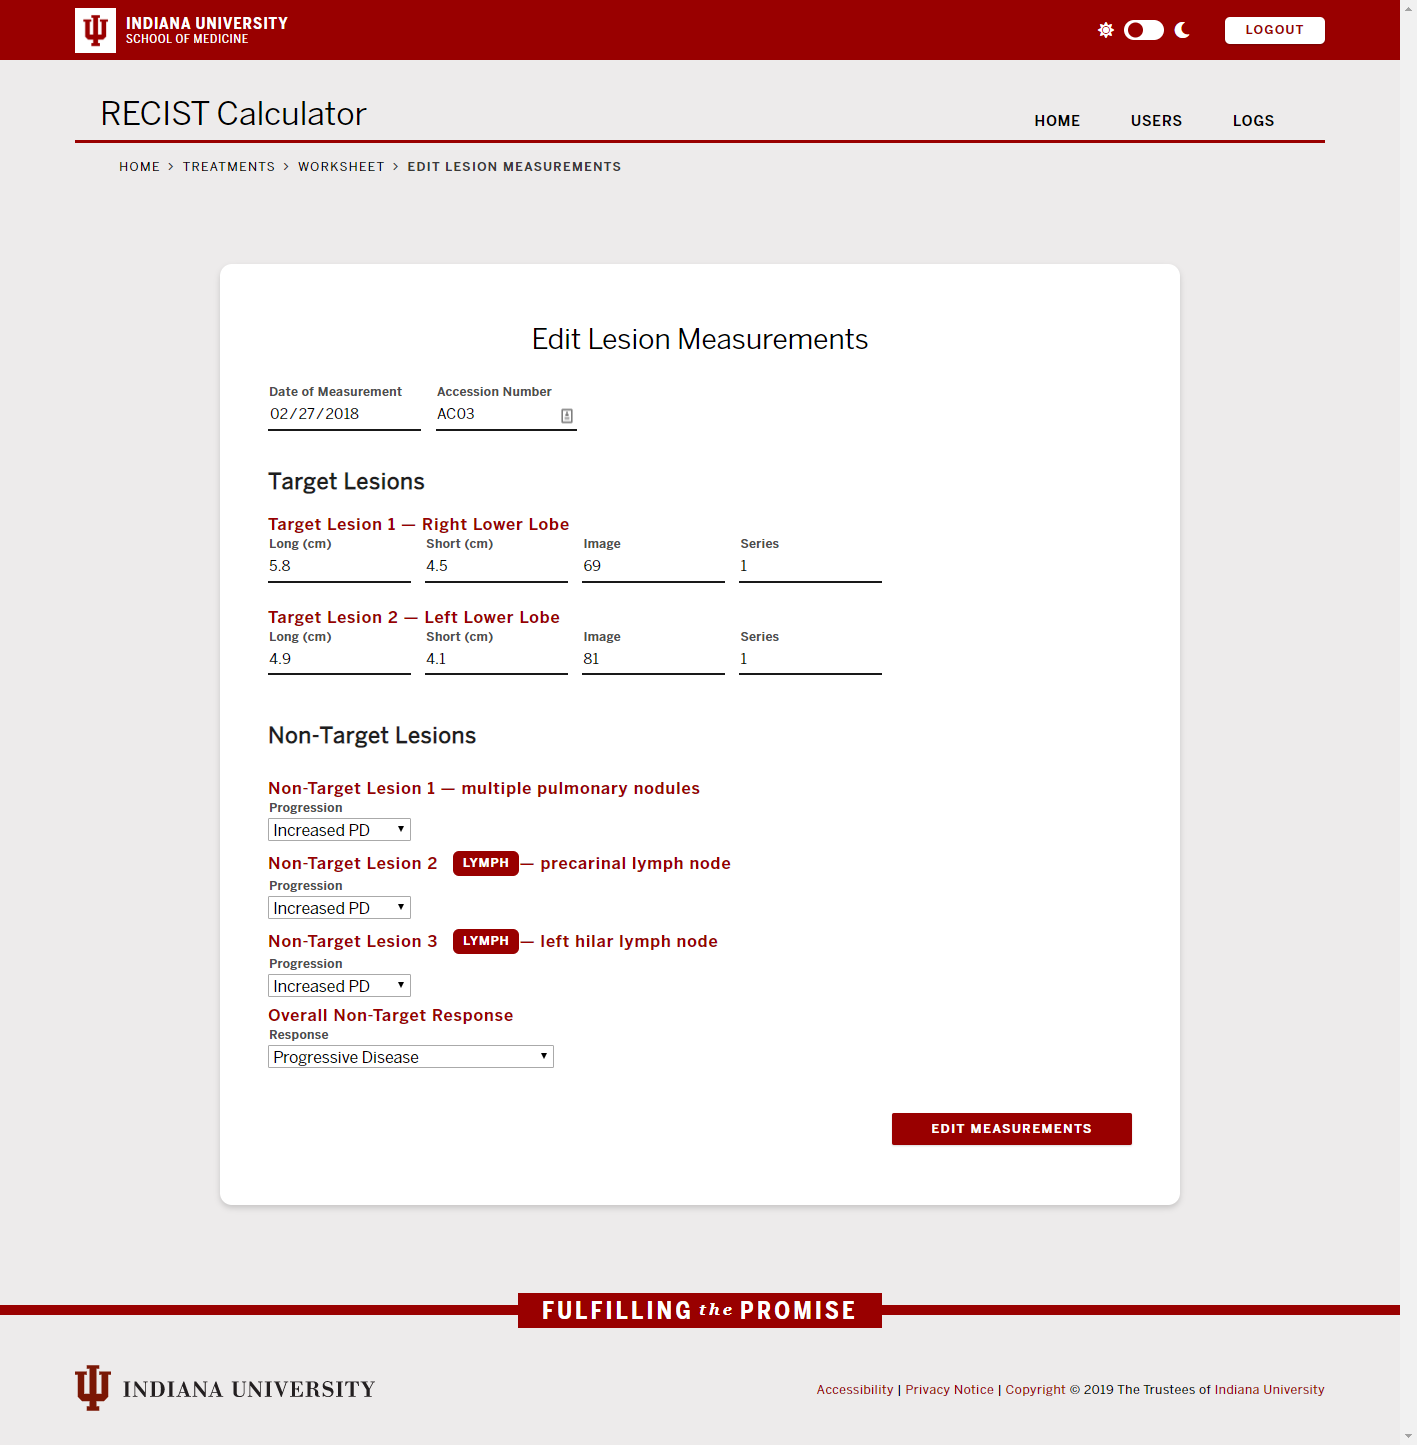 INDIANA UNIVERSITY
SCHOOL OF MEDICINE
LOGOUT
RECIST Calculator
HOME USERS LOGS
HOME > TREATMENTS > WORKSHEET > EDIT LESION MEASUREMENTS
Edit Lesion Measurements
Date of Measurement Accession Number
02/27/2018 AC03
Target Lesions
Target Lesion 1 — Right Lower Lobe
Long (cm) Short (cm) Image Series
5.8 4.5 69 1
Target Lesion 2 — Left Lower Lobe
Long (cm) Short (cm) Image Series
4.9 4.1 81 1
Non-Target Lesions
Non-Target Lesion 1 — multiple pulmonary nodules
Progression
Increased PD
Non-Target Lesion 2 LYMPH — precarinal lymph node
Progression
Increased PD
Non-Target Lesion 3 LYMPH — left hilar lymph node
Progression
Increased PD
Overall Non-Target Response
Response
Progressive Disease
EDIT MEASUREMENTS
FULFILLING the PROMISE
INDIANA UNIVERSITY
Accessibility | Privacy Notice | Copyright © 2019 The Trustees of Indiana University